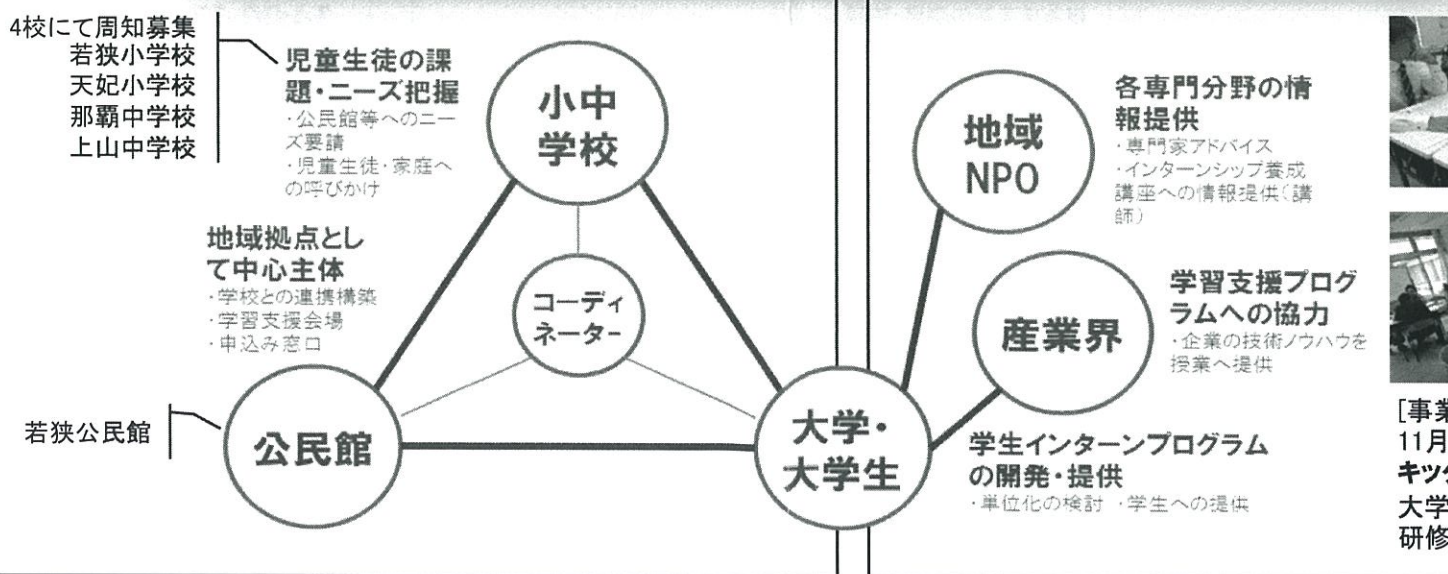 4校にて周知募集
若狭小学校
天妃小学校
那覇中学校
上山中学校
児童生徒の課
題・ニーズ把握
・公民館等へのニー
ズ要請
・児童生徒・家庭へ
の呼びかけ
小中
学校
地域拠点とし
て中心主体
・学校との連携構築
・学習支援会場
・申込み窓口
コーディ
ネーター
若狭公民館
公民館
大学・
大学生
地域
NPO
各専門分野の情
報提供
・専門家アドバイス
・インターンシップ養成
講座への情報提供(講
師)
産業界
学習支援プログ
ラムへの協力
・企業の技術ノウハウを
授業へ提供
学生インターンプログラム
の開発・提供
・単位化の検討 ・学生への提供
[事業
11月
キック
大学
研修